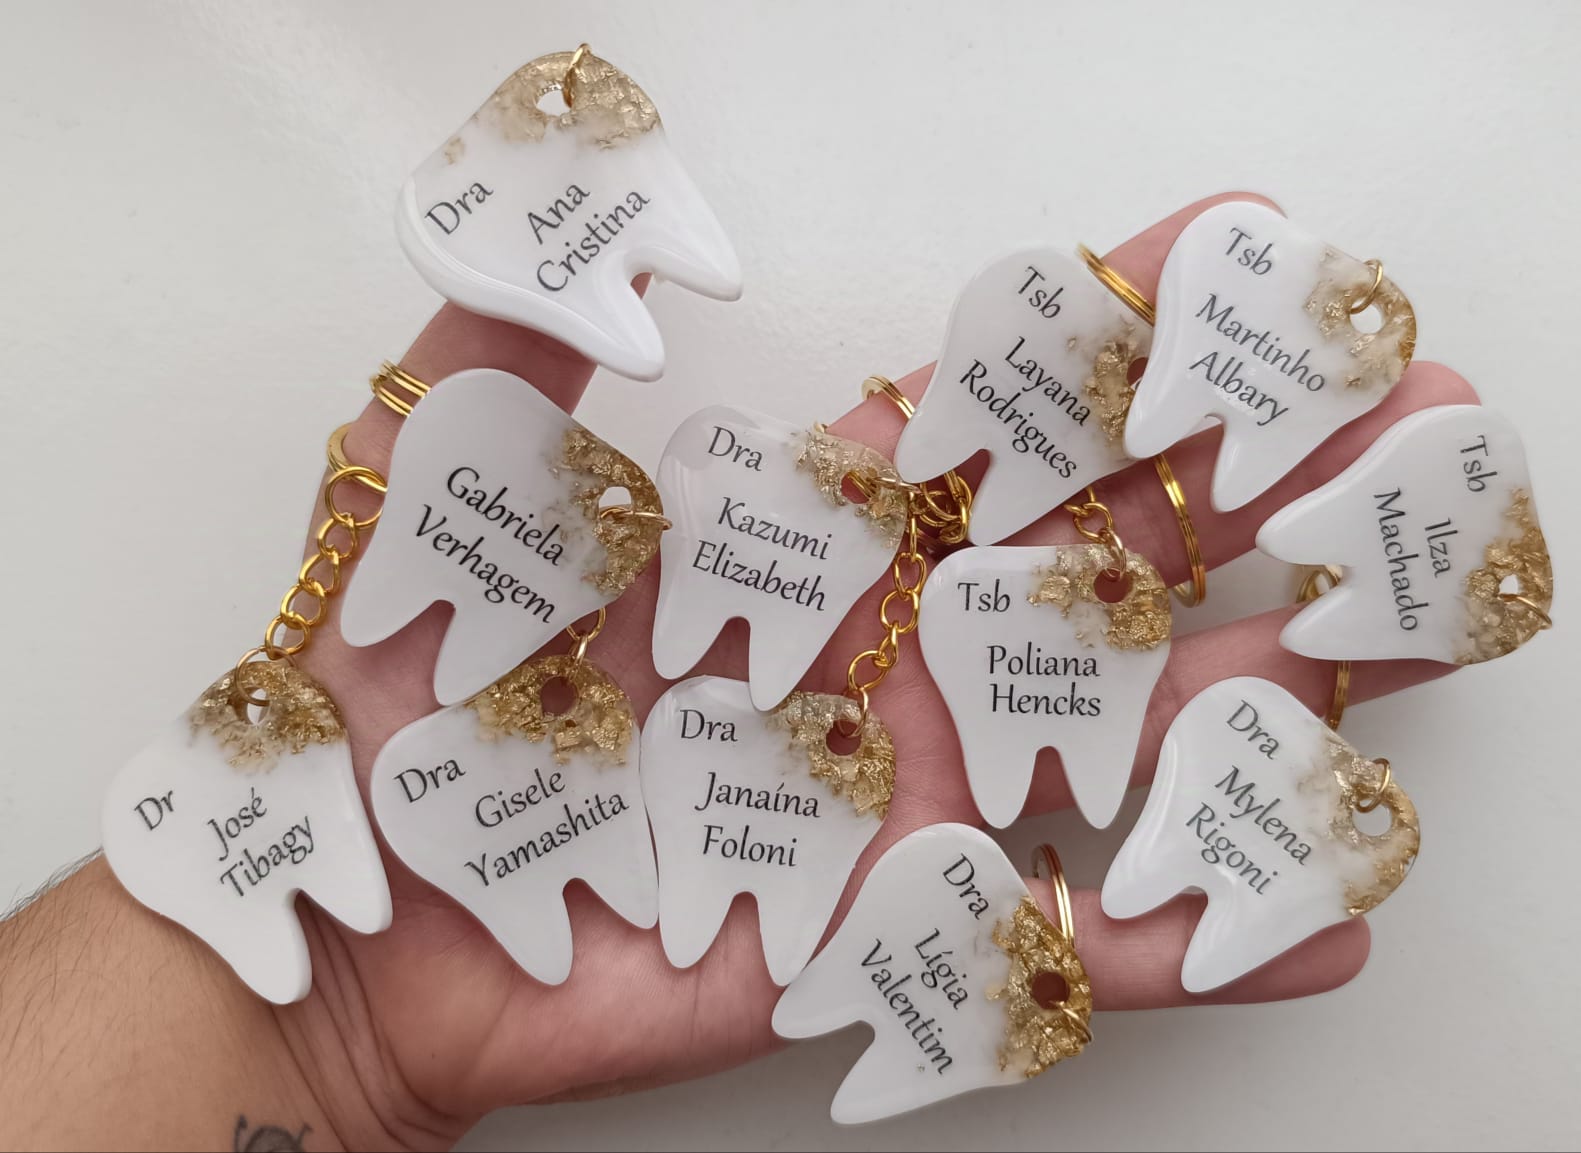 Dra
Ana
Cristina
Tsb
Layana
Rodrigues
Tsb
Martinho
Albary
Tsb
Ilza
Machado
Gabriela
Verhagem
Dra
Kazumi
Elizabeth
Tsb
Poliana
Hencks
Dr
José
Tibagy
Dra
Gisele
Yamashita
Dra
Janaína
Foloni
Dra
Lígia
Valentim
Dra
Mylena
Rigoni